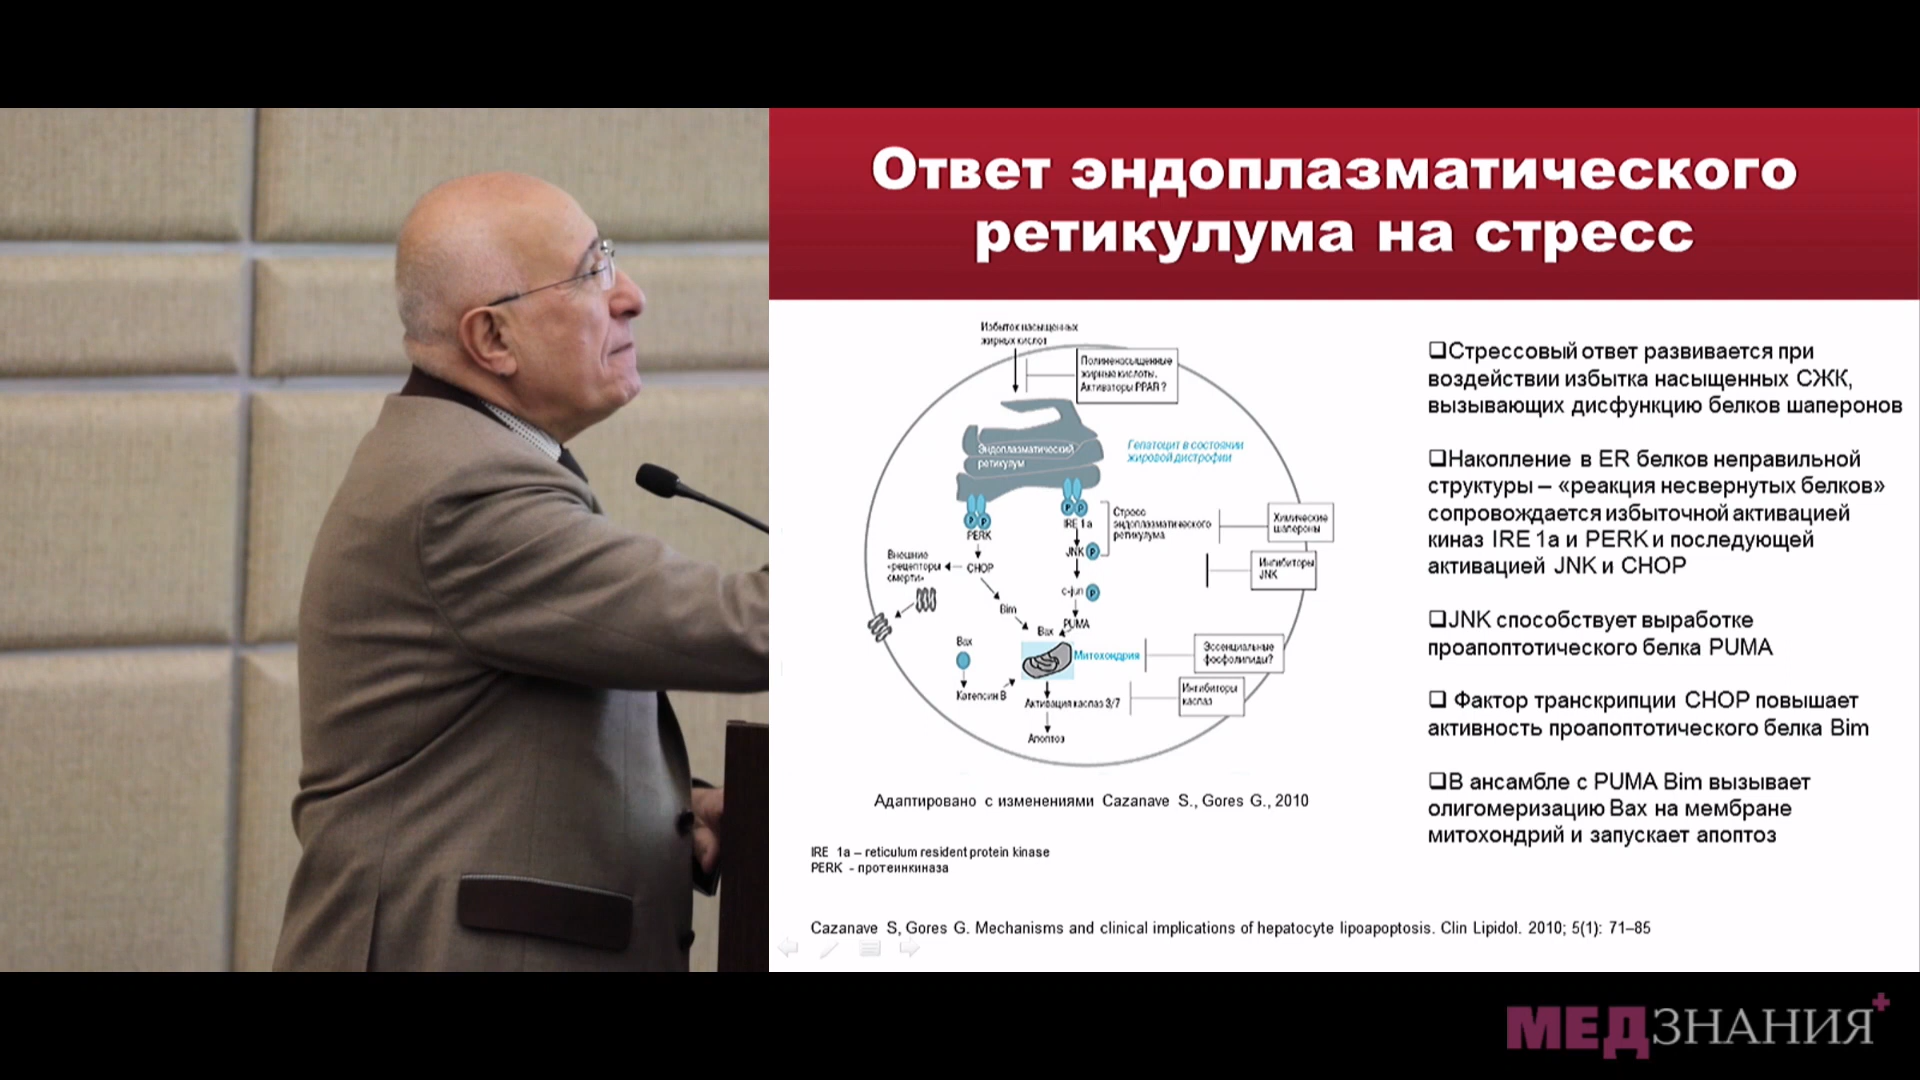 Ответ эндоплазматического
ретикулума на стресс
Избыток насыщенных
жирных кислот
Полиненасыщенные
жирные кислоты.
Активаторы PPAR ?
Эндоплазматический
ретикулум
Гепатоцит в состоянии
жировой дистрофии
P P
PERK
P P
IRE 1a
Стресс
эндоплазматического
ретикулума
Химические
шапероны
JNK P
Ингибиторы
JNK
Внешние
«рецепторы
смерти»
CHOP
c-jun P
Bim
PUMA
Bax
Bax
Митохондрия
Эссенциальные
фосфолипиды?
Катепсин B
Активация каспаз 3/7
Ингибиторы
каспаз
Апоптоз
Адаптировано с изменениями Cazanave S., Gores G., 2010
IRE 1a – reticulum resident protein kinase
PERK - протеинкиназа
❑Стрессовый ответ развивается при
воздействии избытка насыщенных СЖК,
вызывающих дисфункцию белков шаперонов
❑Накопление в ER белков неправильной
структуры – «реакция несвернутых белков»
сопровождается избыточной активацией
киназ IRE 1a и PERK и последующей
активацией JNK и CHOP
❑JNK способствует выработке
проапоптотического белка PUMA
❑ Фактор транскрипции CHOP повышает
активность проапоптотического белка Bim
❑В ансамбле с PUMA Bim вызывает
олигомеризацию Bax на мембране
митохондрий и запускает апоптоз
Cazanave S, Gores G. Mechanisms and clinical implications of hepatocyte lipoapoptosis. Clin Lipidol. 2010; 5(1): 71–85
МЕДЗНАНИЯ+